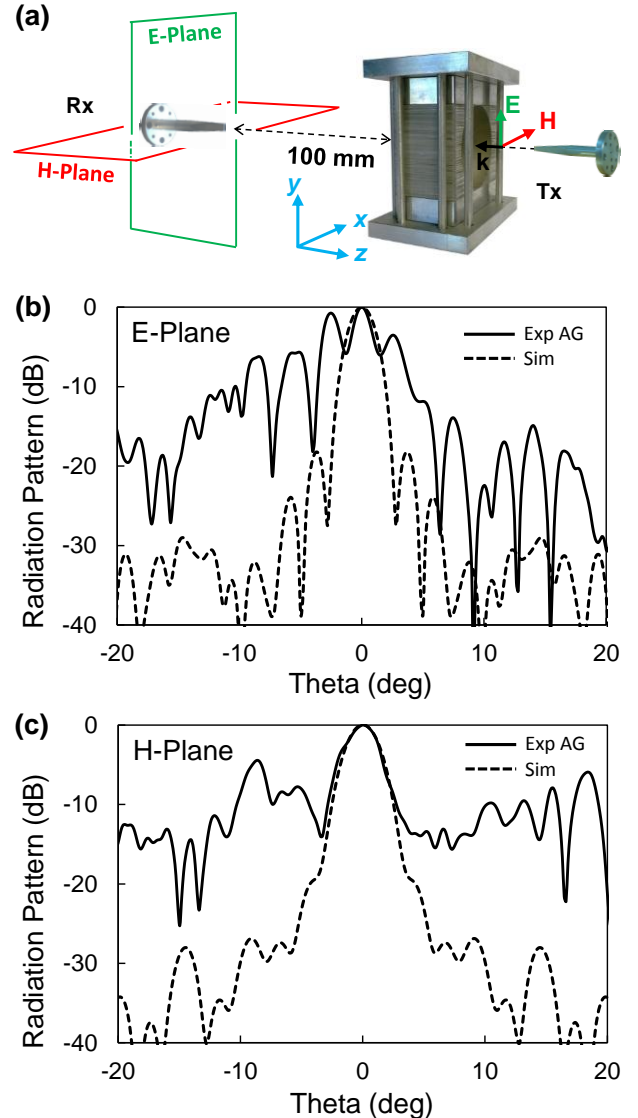 (a)
E-Plane
Rx
H-Plane
100 mm
E
H
k
Tx
y
x
z
(b)
E-Plane
Exp AG
Sim
Radiation Pattern (dB)
0
-10
-20
-30
-40
-20
-10
0
10
20
Theta (deg)
(c)
H-Plane
Exp AG
Sim
Radiation Pattern (dB)
0
-10
-20
-30
-40
-20
-10
0
10
20
Theta (deg)